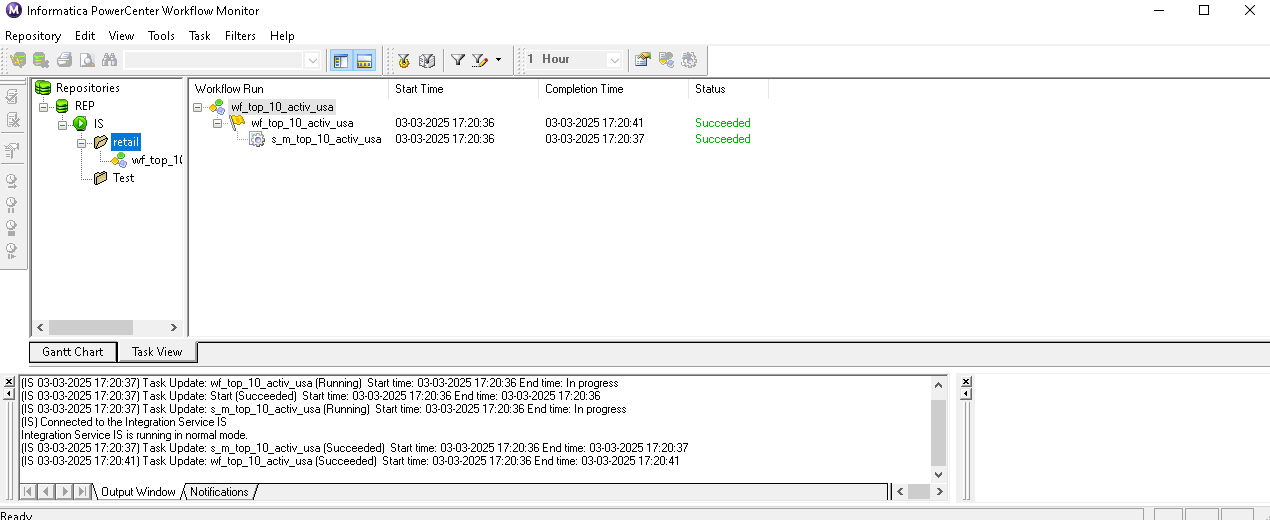 Informatica PowerCenter Workflow Monitor
Repository Edit View Tools Task Filters Help
1 Hour
Repositories
REP
IS
retail
wf_top_10
Test
Workflow Run Start Time Completion Time Status
wf_top_10_activ_usa
wf_top_10_activ_usa 03-03-2025 17:20:36 03-03-2025 17:20:41 Succeeded
s_m_top_10_activ_usa 03-03-2025 17:20:36 03-03-2025 17:20:37 Succeeded
Gantt Chart Task View
(IS 03-03-2025 17:20:37) Task Update: wf_top_10_activ_usa (Running) Start time: 03-03-2025 17:20:36 End time: In progress
(IS 03-03-2025 17:20:37) Task Update: Start (Succeeded) Start time: 03-03-2025 17:20:36 End time: 03-03-2025 17:20:36
(IS 03-03-2025 17:20:37) Task Update: s_m_top_10_activ_usa (Running) Start time: 03-03-2025 17:20:36 End time: In progress
(IS) Connected to the Integration Service IS
Integration Service IS is running in normal mode.
(IS 03-03-2025 17:20:37) Task Update: s_m_top_10_activ_usa (Succeeded) Start time: 03-03-2025 17:20:36 End time: 03-03-2025 17:20:37
(IS 03-03-2025 17:20:41) Task Update: wf_top_10_activ_usa (Succeeded) Start time: 03-03-2025 17:20:36 End time: 03-03-2025 17:20:41
Output Window Notifications
Ready